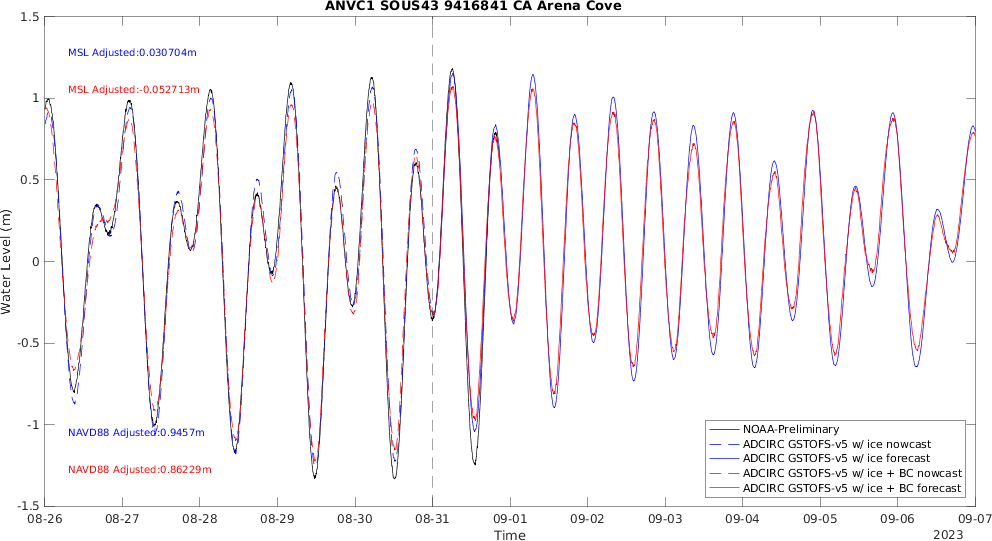 ANVC1 SOUS43 9416841 CA Arena Cove
1.5
1
0.5
0
-0.5
-1
-1.5
Water Level (m)
MSL Adjusted:0.030704m
MSL Adjusted:-0.052713m
NAVD88 Adjusted:0.9457m
NAVD88 Adjusted:0.86229m
NOAA-Preliminary
ADCIRC GSTOFS-v5 w/ ice nowcast
ADCIRC GSTOFS-v5 w/ ice forecast
ADCIRC GSTOFS-v5 w/ ice + BC nowcast
ADCIRC GSTOFS-v5 w/ ice + BC forecast
08-26 08-27 08-28 08-29 08-30 08-31 09-01 09-02 09-03 09-04 09-05 09-06 09-07
Time
2023